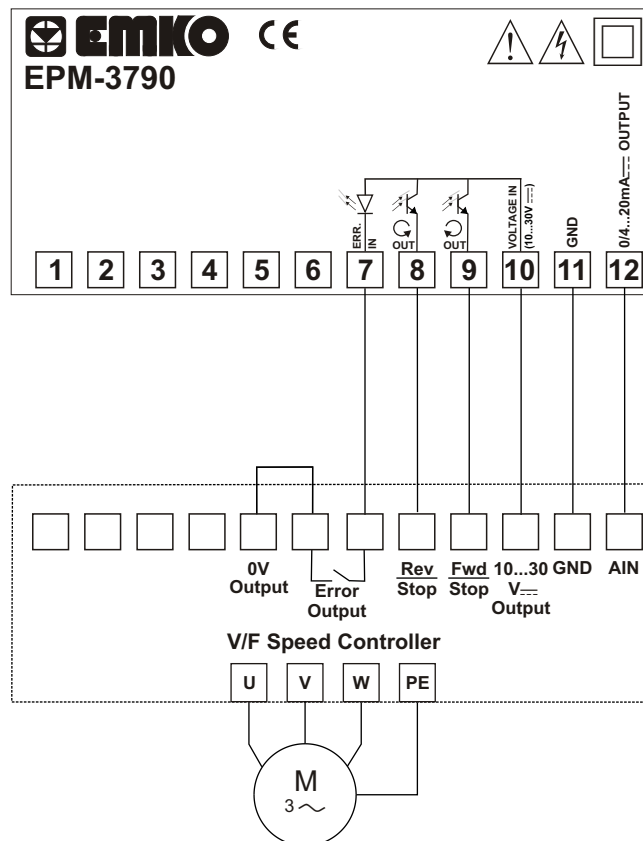 EMKO CE
EPM-3790
ERR.
IN
OUT
OUT
VOLTAGE IN
(10...30V ⎓)
GND
0/4...20mA⎓ OUTPUT
1 2 3 4 5 6 7 8 9 10 11 12
0V
Output
Error
Output
Rev
Stop
Fwd
Stop
10...30
V⎓
Output
GND
AIN
V/F Speed Controller
U V W PE
M
3～